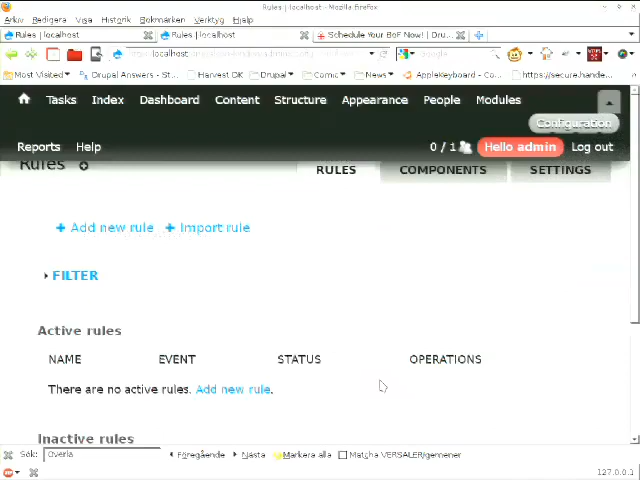 Rules | localhost - Mozilla Firefox
Arkiv Redigera Visa Historik Bokmärken Verktyg Hjälp
Rules | localhost Rules | localhost Schedule Your BoF Now! | Dru...
localhost
google
Most Visited Drupal Answers - St... Harvest DK Drupal Comic News AppleKeyboard - Co... https://secure.hande...
Tasks Index Dashboard Content Structure Appearance People Modules
Configuration
Reports Help 0 / 1 Hello admin Log out
Rules RULES COMPONENTS SETTINGS
+ Add new rule + Import rule
FILTER
Active rules
NAME EVENT STATUS OPERATIONS
There are no active rules. Add new rule.
Inactive rules
Sök: Överla Föregående Nästa Markera alla Matcha VERSALER/gemener
127.0.0.1